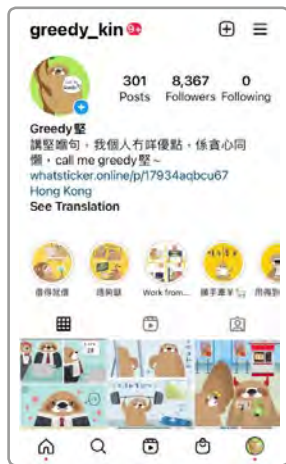 greedy_kin 9+
301 8,367 0
Posts Followers Following
Greedy堅
講堅嗰句，我個人冇咩優點，係貪心同
懶，call me greedy堅～
whatsticker.online/p/17934aqbcu67
Hong Kong
See Translation
Work from...